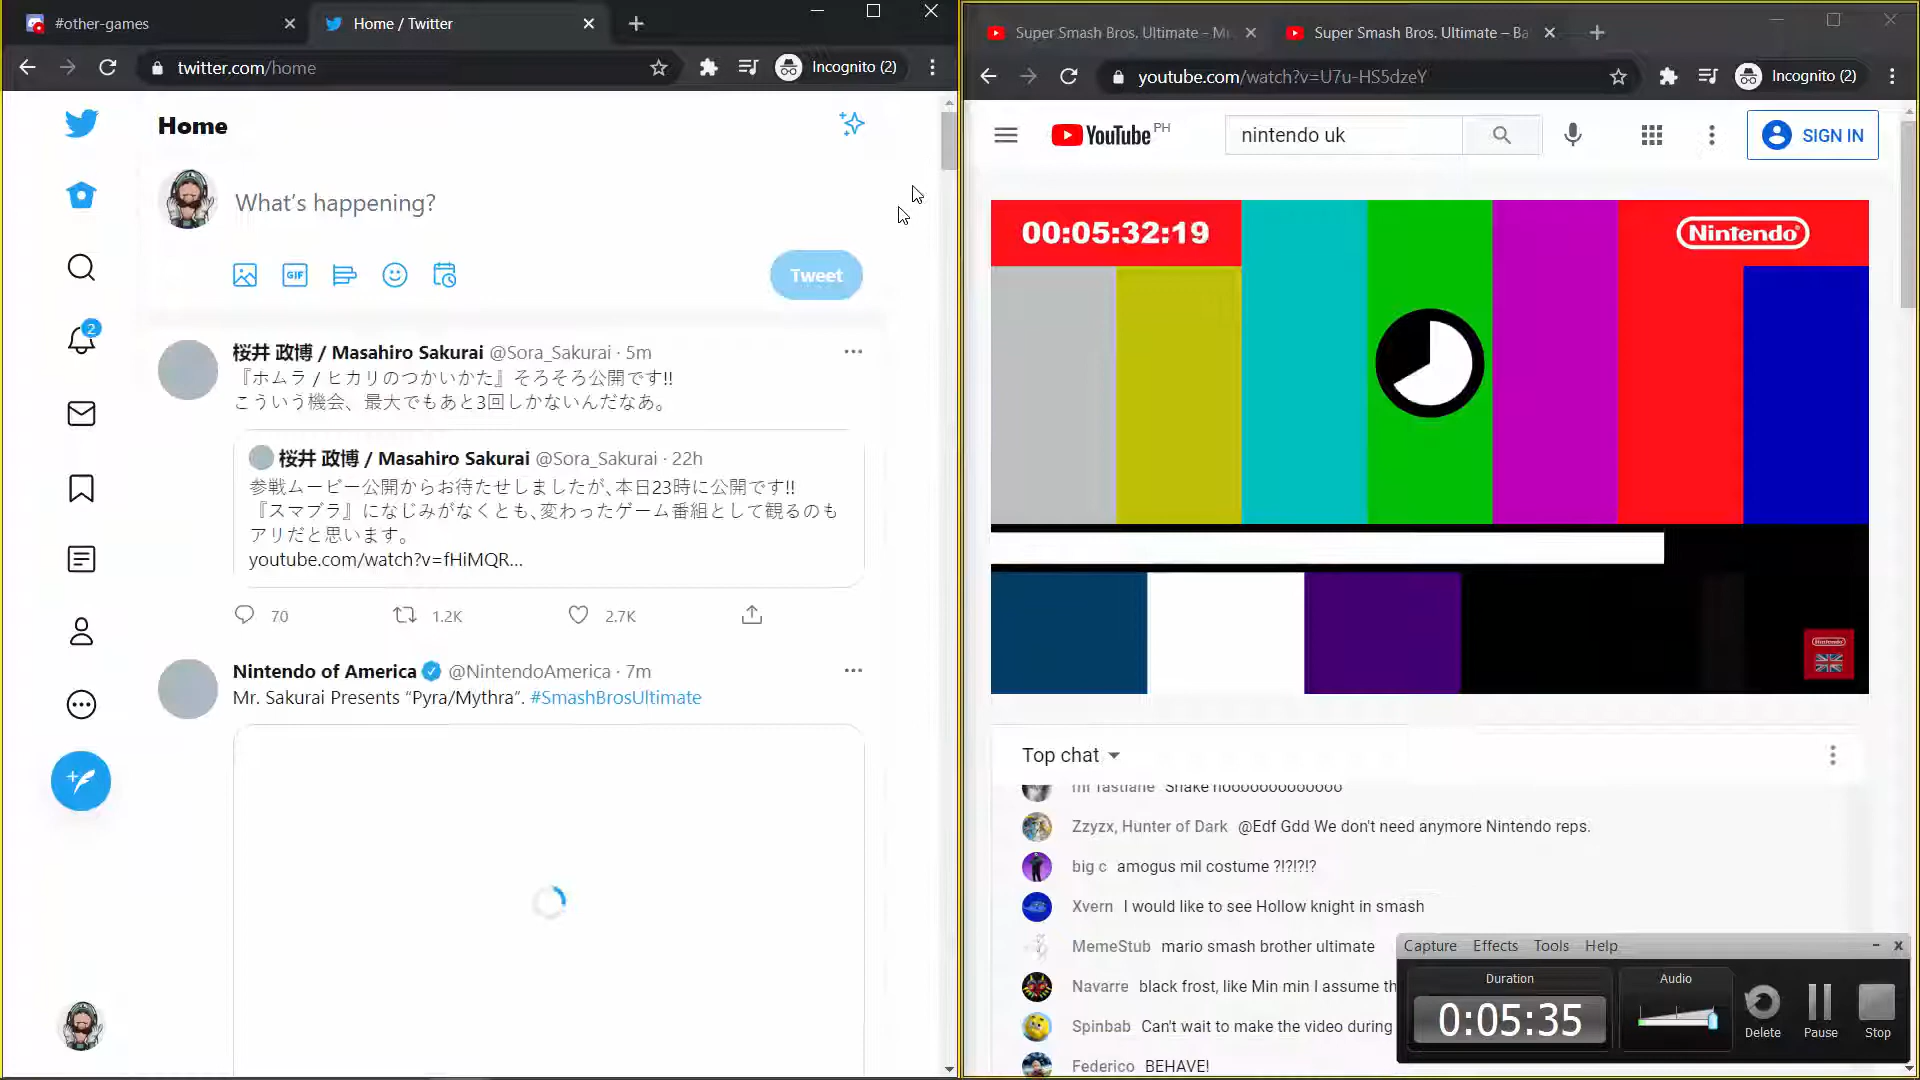 #other-games
Home / Twitter
twitter.com/home
Incognito (2)
Home
What's happening?
GIF
Tweet
2
桜井 政博 / Masahiro Sakurai @Sora_Sakurai · 5m
『ホムラ / ヒカリのつかいかた』そろそろ公開です!!
こういう機会、最大でもあと3回しかないんだなあ。
桜井 政博 / Masahiro Sakurai @Sora_Sakurai · 22h
参戦ムービー公開からお待たせしましたが､本日23時に公開です!!
『スマブラ』になじみがなくとも､変わったゲーム番組として観るのも
アリだと思います。
youtube.com/watch?v=fHiMQR...
70
1.2K
2.7K
Nintendo of America @NintendoAmerica · 7m
Mr. Sakurai Presents “Pyra/Mythra”. #SmashBrosUltimate
Super Smash Bros. Ultimate – M
Super Smash Bros. Ultimate – Ba
youtube.com/watch?v=U7u-HS5dzeY
Incognito (2)
YouTube PH
nintendo uk
SIGN IN
00:05:32:19
Nintendo
Nintendo
Top chat
Snake nooooooooooooo
Zzyzx, Hunter of Dark @Edf Gdd We don't need anymore Nintendo reps.
big c amogus mil costume ?!?!?!?
Xvern I would like to see Hollow knight in smash
MemeStub mario smash brother ultimate
Navarre black frost, like Min min I assume th
Spinbab Can't wait to make the video during
Federico BEHAVE!
Capture Effects Tools Help
Duration
0:05:35
Audio
Delete
Pause
Stop